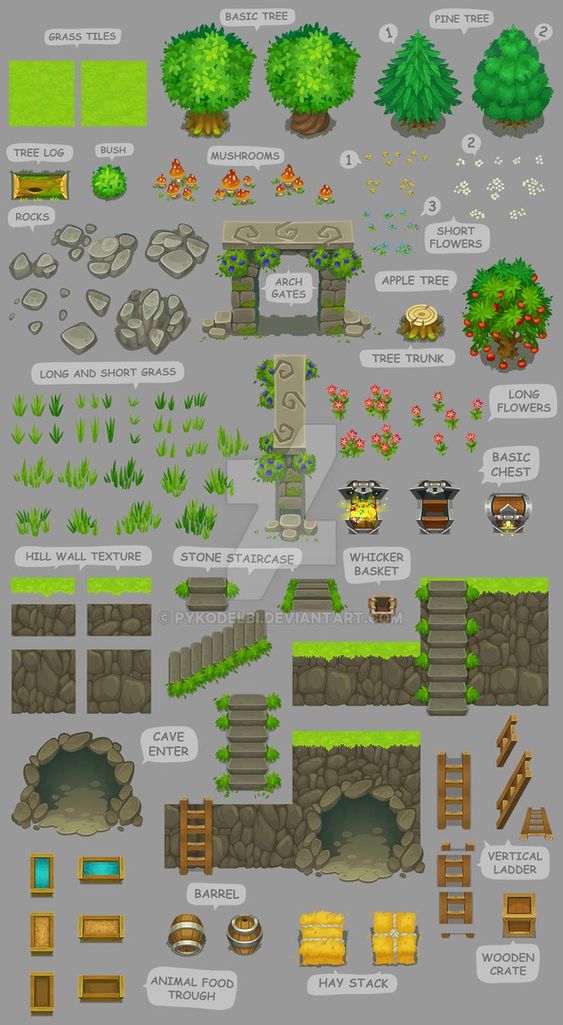 GRASS TILES
BASIC TREE
PINE TREE
1
2
TREE LOG
BUSH
MUSHROOMS
1
2
3
SHORT
FLOWERS
ROCKS
ARCH
GATES
APPLE TREE
TREE TRUNK
LONG AND SHORT GRASS
LONG
FLOWERS
BASIC
CHEST
HILL WALL TEXTURE
STONE STAIRCASE
WHICKER
BASKET
© PYKODELBI.DEVIANTART.COM
CAVE
ENTER
VERTICAL
LADDER
BARREL
ANIMAL FOOD
TROUGH
HAY STACK
WOODEN
CRATE